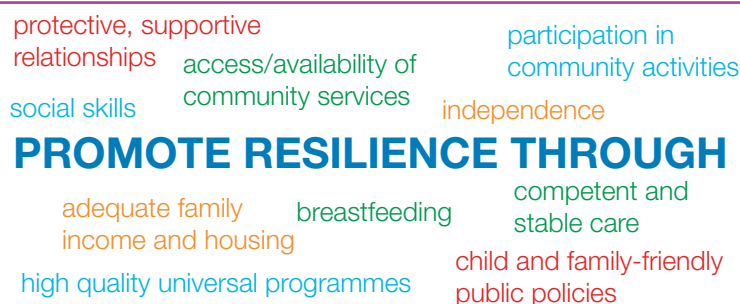 protective, supportive
relationships
access/availability of
community services
participation in
community activities
social skills
independence
PROMOTE RESILIENCE THROUGH
adequate family
income and housing
breastfeeding
competent and
stable care
high quality universal programmes
child and family-friendly
public policies